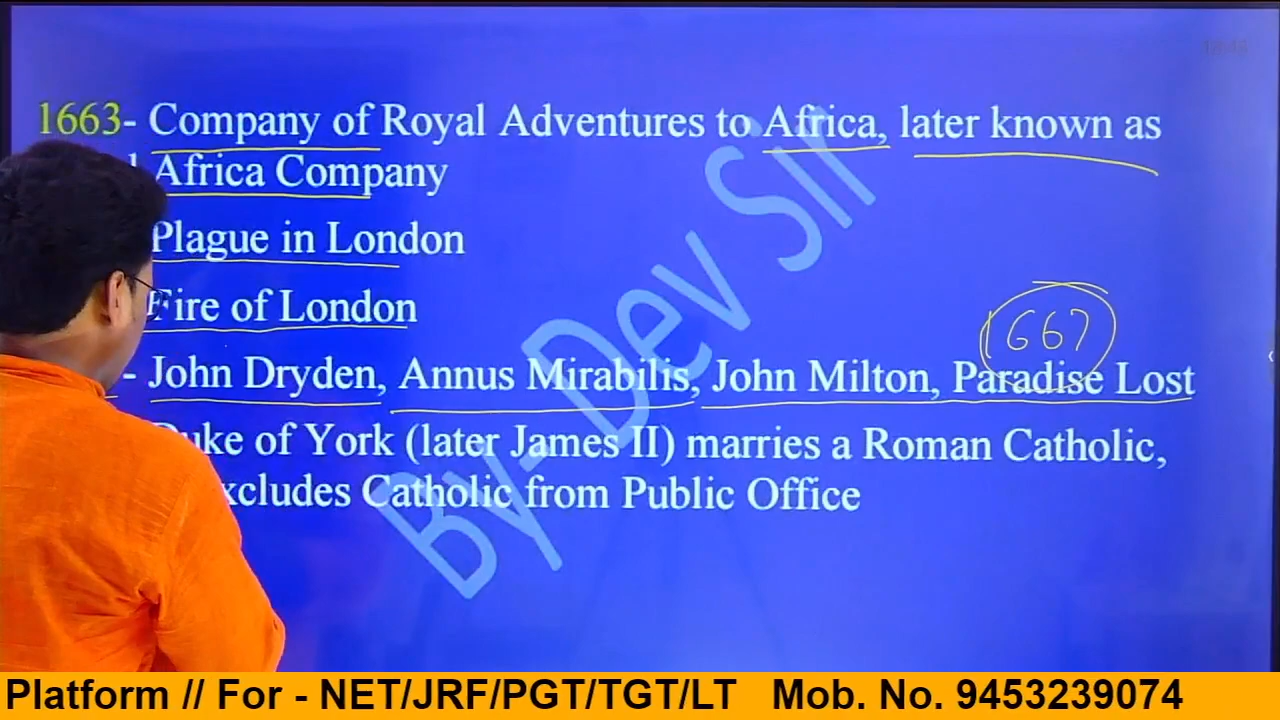 1663- Company of Royal Adventures to Africa, later known as
Africa Company
Plague in London
Fire of London
1667
- John Dryden, Annus Mirabilis, John Milton, Paradise Lost
Duke of York (later James II) marries a Roman Catholic,
excludes Catholic from Public Office
By- Dev Sir
Platform // For - NET/JRF/PGT/TGT/LT Mob. No. 9453239074